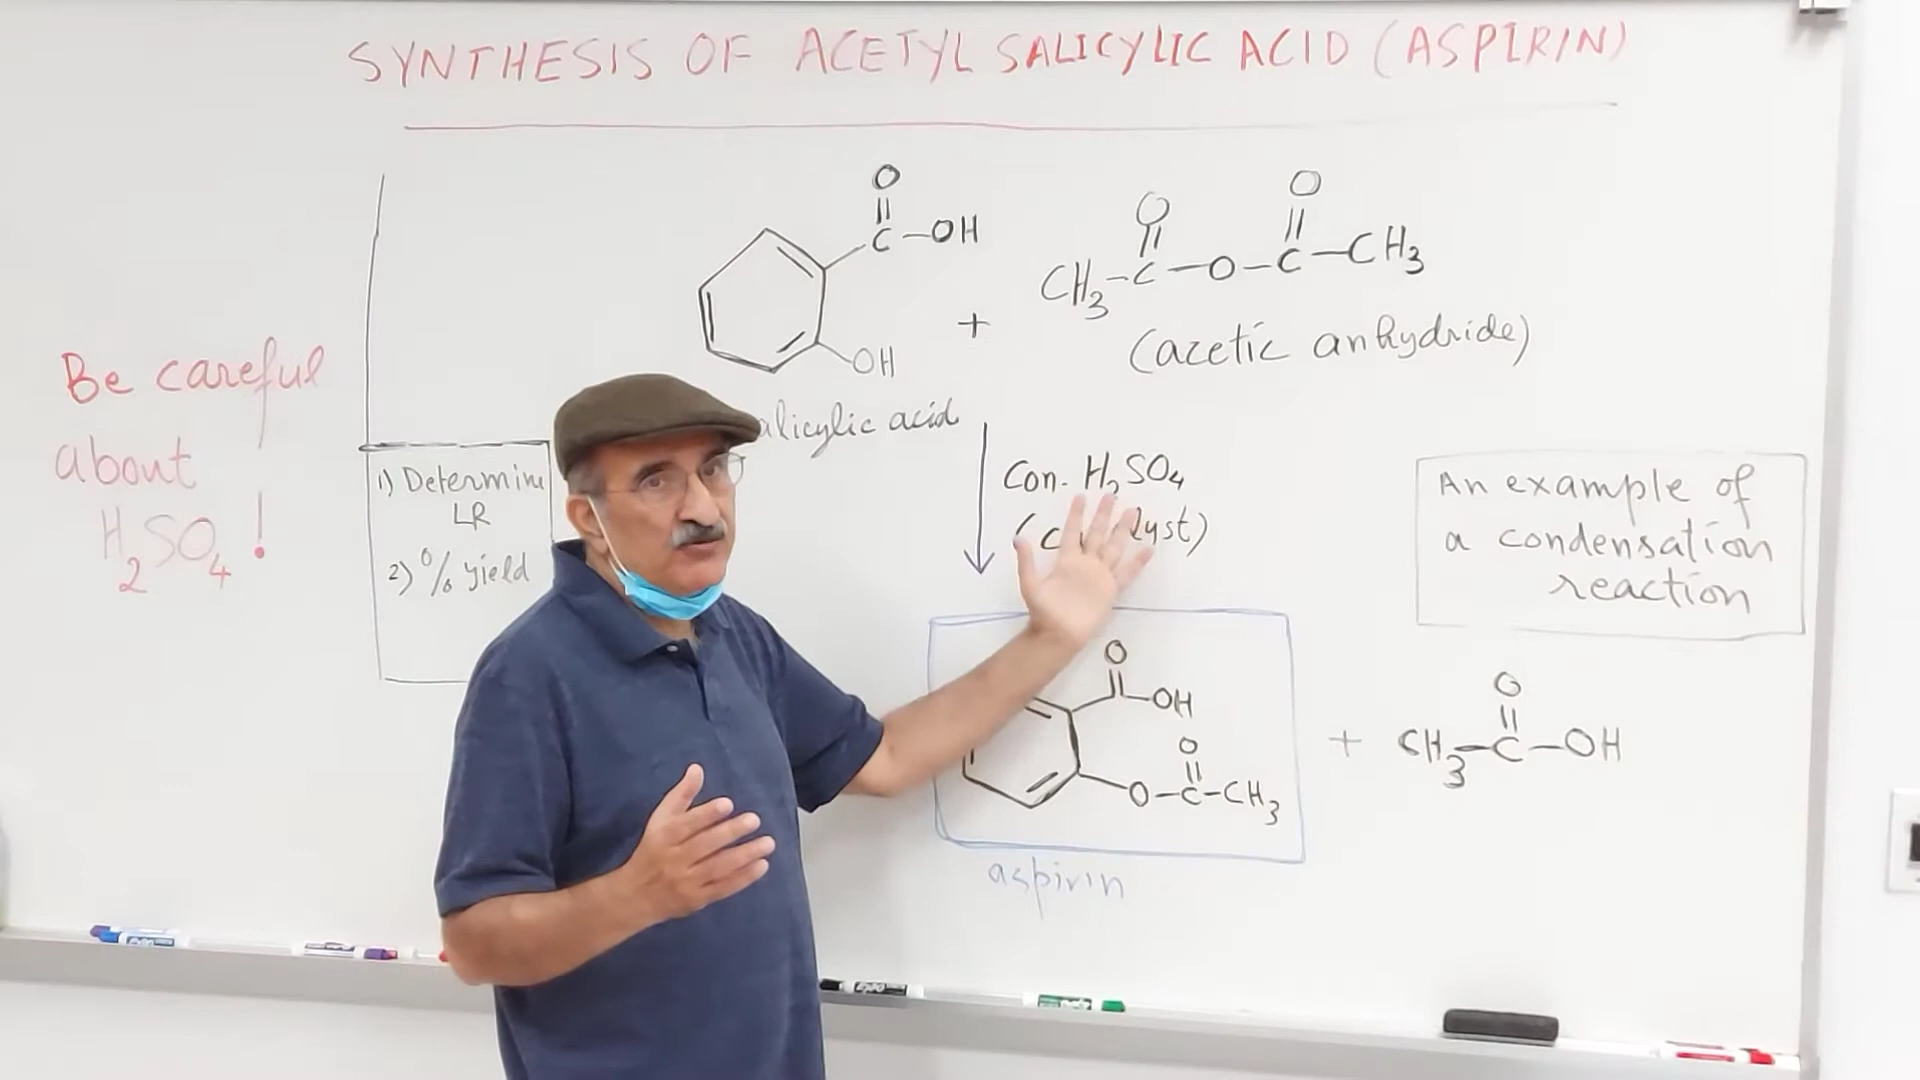 SYNTHESIS OF ACETYL SALICYLIC ACID (ASPIRIN)
O
C-OH
OH
+
O O
CH3-C-O-C-CH3
(acetic anhydride)
alicylic acid
Be careful
about
H2SO4!
1) Determine
LR
2) % yield
Con. H2SO4
An example of
a condensation
reaction
O
OH
O
O-C-CH3
aspirin
+
O
CH3-C-OH